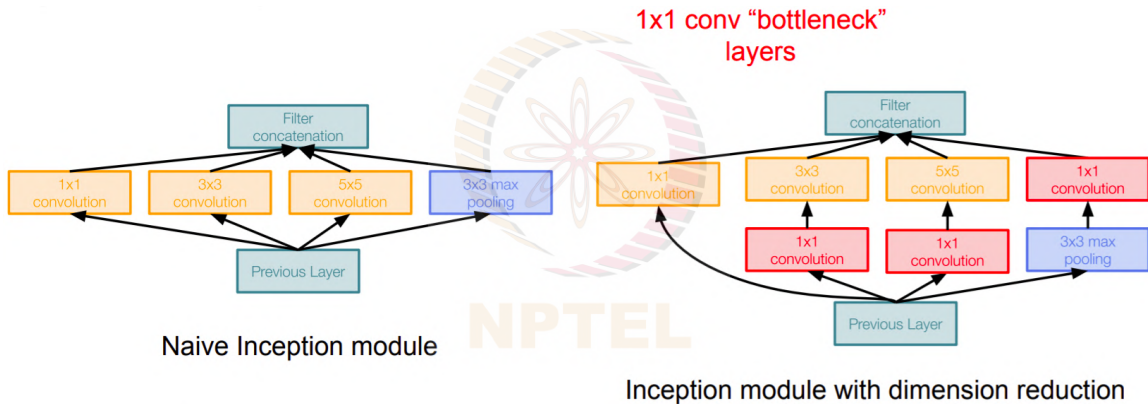 1x1 conv “bottleneck”
layers
Filter
concatenation
1x1
convolution
3x3
convolution
5x5
convolution
3x3 max
pooling
Previous Layer
Naive Inception module
Filter
concatenation
1x1
convolution
3x3
convolution
5x5
convolution
1x1
convolution
1x1
convolution
1x1
convolution
3x3 max
pooling
Previous Layer
Inception module with dimension reduction
NPTEL